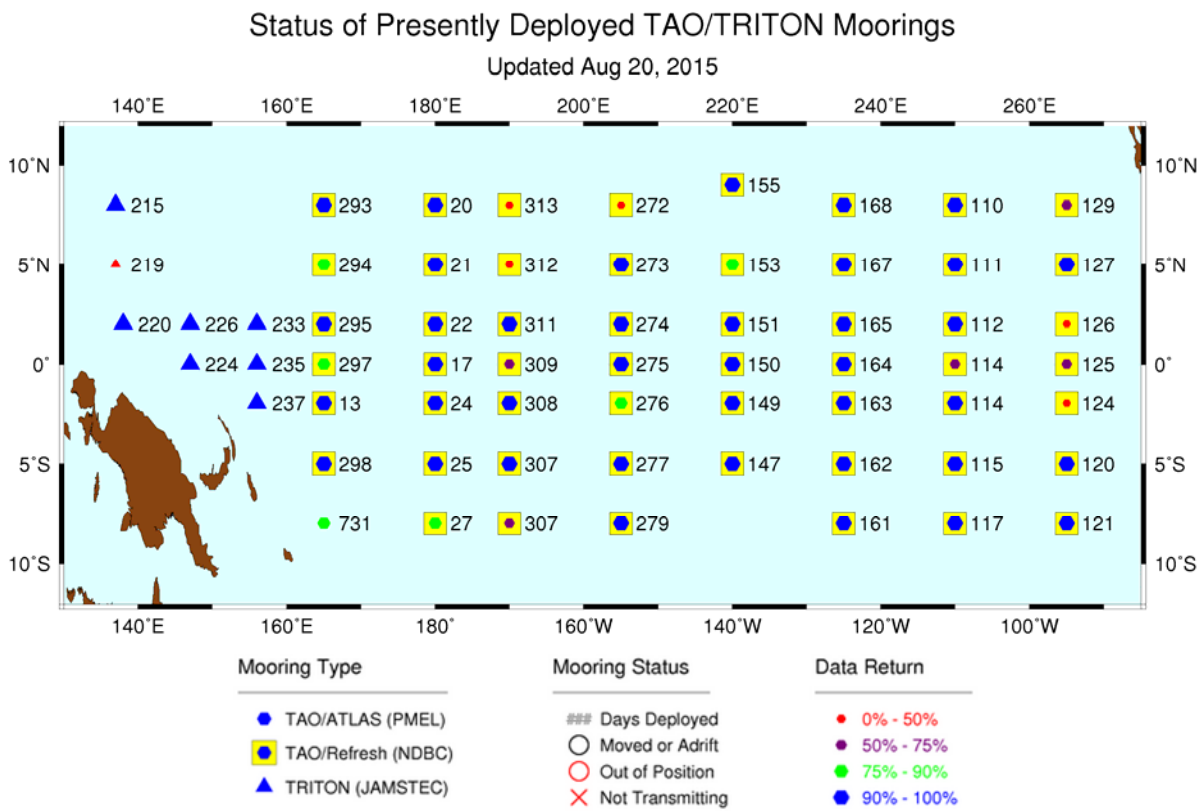 Status of Presently Deployed TAO/TRITON Moorings
Updated Aug 20, 2015
140˚E 160˚E 180˚E 200˚E 220˚E 240˚E 260˚E
10˚N 10˚N
155
215 293 20 313 272 168 110 129
5˚N 219 294 21 312 273 153 167 111 127 5˚N
220 226 233 295 22 311 274 151 165 112 126
0˚ 224 235 297 17 309 275 150 164 114 125 0˚
237 13 24 308 276 149 163 114 124
5˚S 298 25 307 277 147 162 115 120 5˚S
731 27 307 279 161 117 121
10˚S 10˚S
140˚E 160˚E 180˚ 160˚W 140˚W 120˚W 100˚W
Mooring Type
TAO/ATLAS (PMEL)
TAO/Refresh (NDBC)
TRITON (JAMSTEC)
Mooring Status
### Days Deployed
Moved or Adrift
Out of Position
Not Transmitting
Data Return
0% - 50%
50% - 75%
75% - 90%
90% - 100%